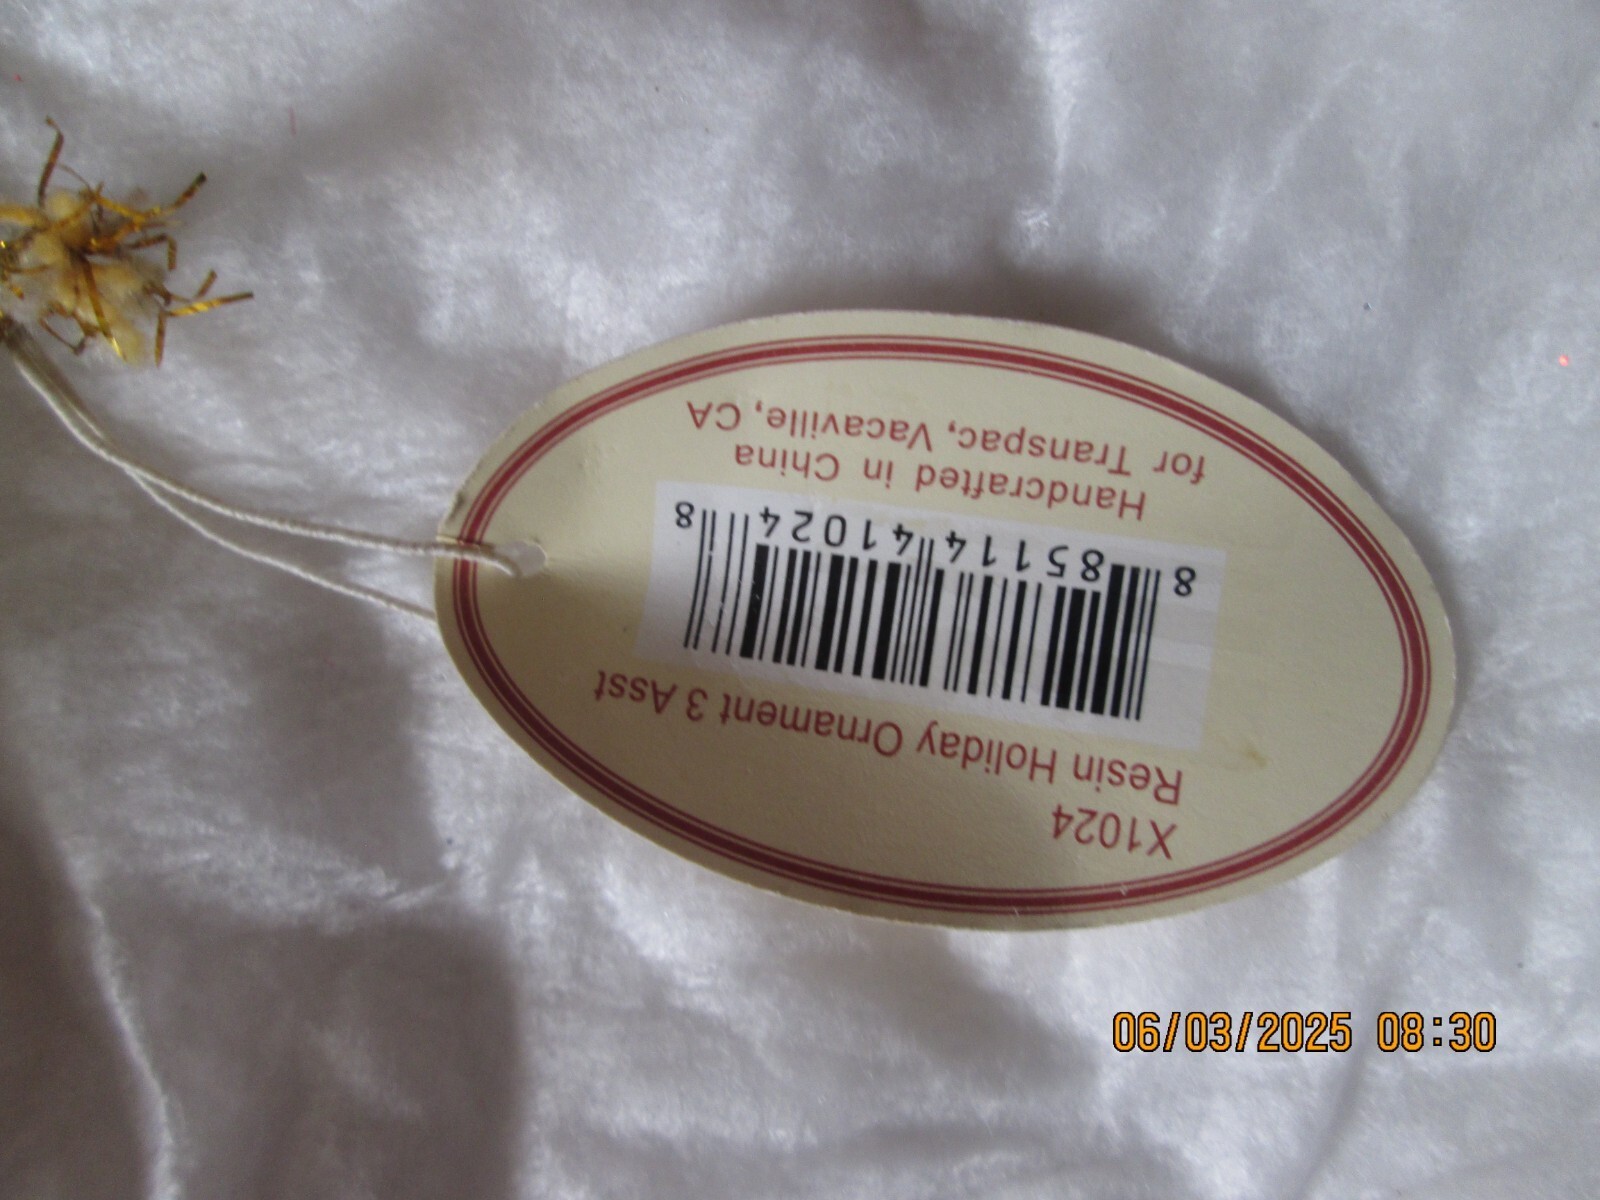 X1024
Resin Holiday Ornament 3 Asst
8 85114 41024 8
Handcrafted in China
for Transpac, Vacaville, CA
06/03/2025 08:30